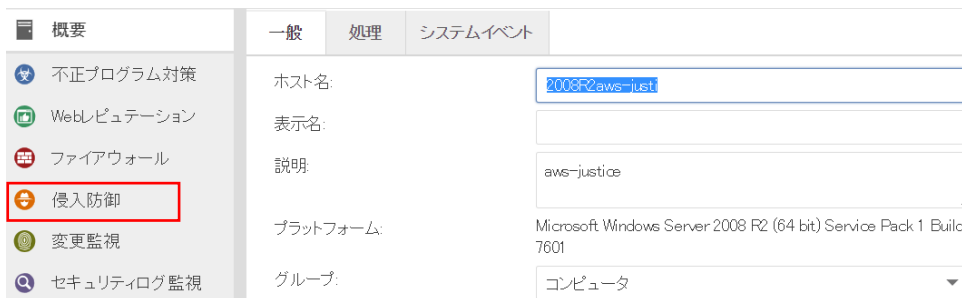 概要
不正プログラム対策
Webレピュテーション
ファイアウォール
侵入防御
変更監視
セキュリティログ監視
一般 処理 システムイベント
ホスト名: 2008R2aws-justi
表示名:
説明: aws-justice
プラットフォーム: Microsoft Windows Server 2008 R2 (64 bit) Service Pack 1 Build
7601
グループ: コンピュータ